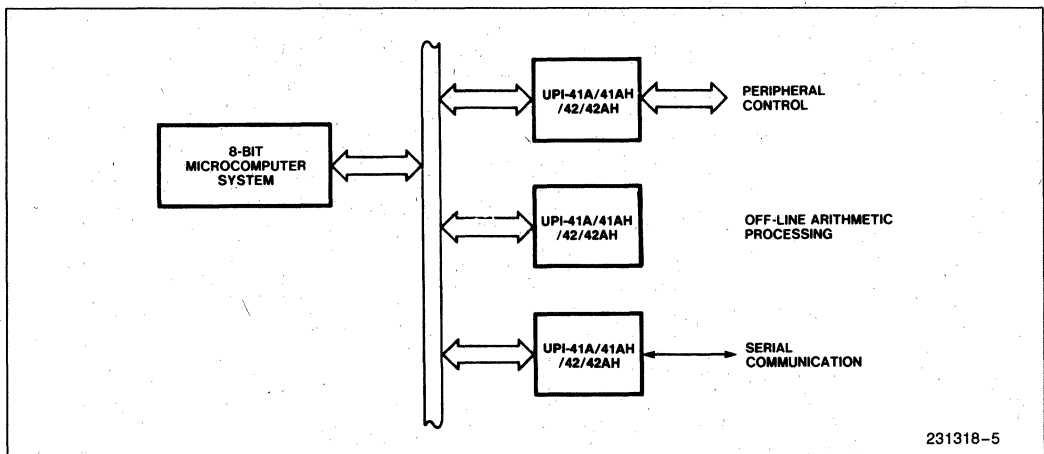 8-BIT
MICROCOMPUTER
SYSTEM
UPI-41A/41AH
/42/42AH
PERIPHERAL
CONTROL
UPI-41A/41AH
/42/42AH
OFF-LINE ARITHMETIC
PROCESSING
UPI-41A/41AH
/42/42AH
SERIAL
COMMUNICATION
231318-5